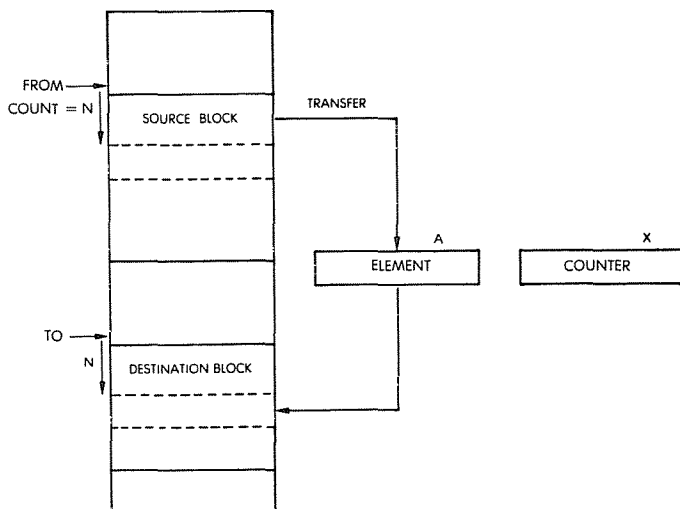 FROM
COUNT = N
SOURCE BLOCK
TRANSFER
A
X
ELEMENT
COUNTER
TO
N
DESTINATION BLOCK